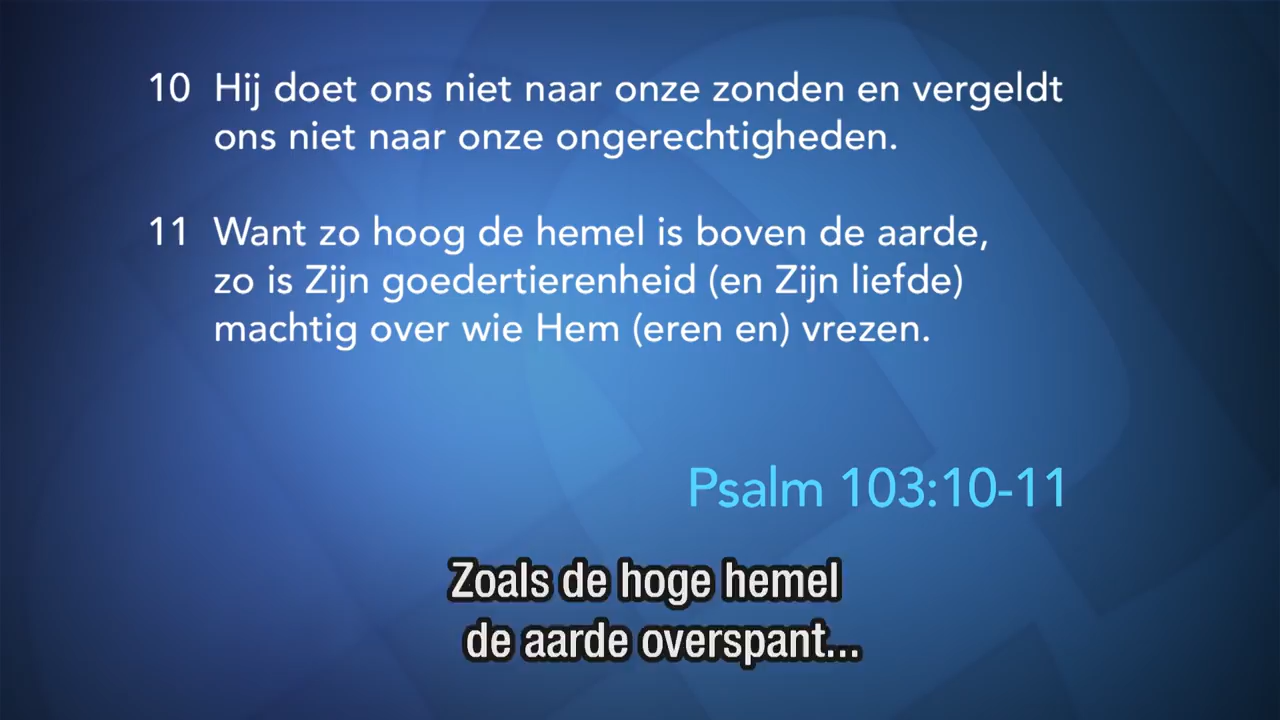 10 Hij doet ons niet naar onze zonden en vergeldt
ons niet naar onze ongerechtigheden.
11 Want zo hoog de hemel is boven de aarde,
zo is Zijn goedertierenheid (en Zijn liefde)
machtig over wie Hem (eren en) vrezen.
Psalm 103:10-11
Zoals de hoge hemel
de aarde overspant...